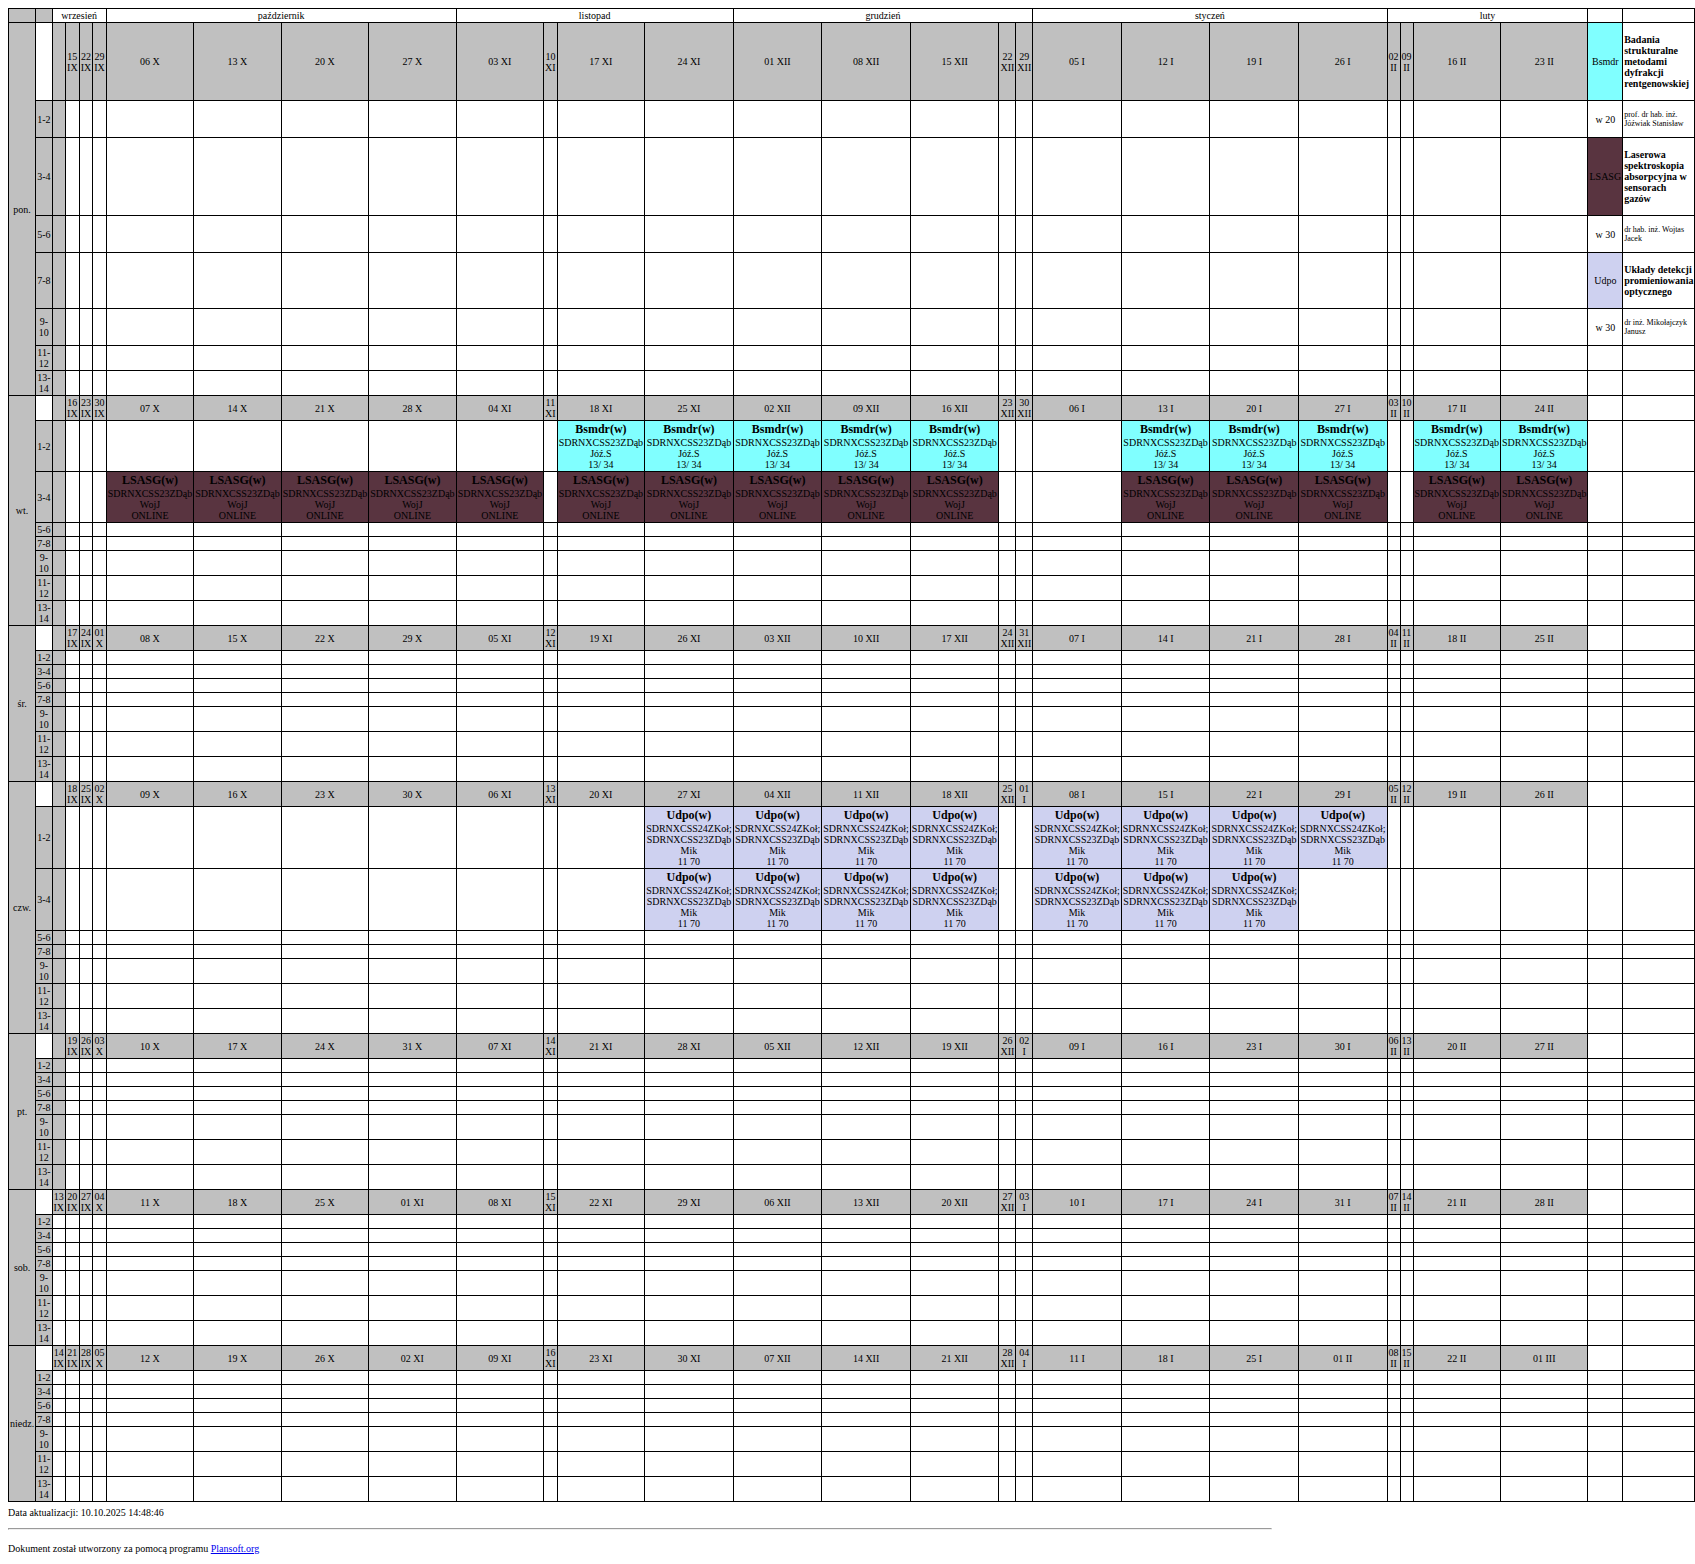 wrzesień październik listopad grudzień styczeń luty
pon. 15 IX 22 IX 29 IX 06 X 13 X 20 X 27 X 03 XI 10 XI 17 XI 24 XI 01 XII 08 XII 15 XII 22 XII 29 XII 05 I 12 I 19 I 26 I 02 II 09 II 16 II 23 II Bsmdr Badania strukturalne metodami dyfrakcji rentgenowskiej
1-2 w 20 prof. dr hab. inż. Jóźwiak Stanisław
3-4 LSASG Laserowa spektroskopia absorpcyjna w sensorach gazów
5-6 w 30 dr hab. inż. Wojtas Jacek
7-8 Udpo Układy detekcji promieniowania optycznego
9-10 w 30 dr inż. Mikołajczyk Janusz
11-12
13-14
wt. 16 IX 23 IX 30 IX 07 X 14 X 21 X 28 X 04 XI 11 XI 18 XI 25 XI 02 XII 09 XII 16 XII 23 XII 30 XII 06 I 13 I 20 I 27 I 03 II 10 II 17 II 24 II
1-2 Bsmdr(w) Bsmdr(w) Bsmdr(w) Bsmdr(w) Bsmdr(w) Bsmdr(w) Bsmdr(w) Bsmdr(w) Bsmdr(w) Bsmdr(w)
SDRNXCSS23ZDąb SDRNXCSS23ZDąb SDRNXCSS23ZDąb SDRNXCSS23ZDąb SDRNXCSS23ZDąb SDRNXCSS23ZDąb SDRNXCSS23ZDąb SDRNXCSS23ZDąb SDRNXCSS23ZDąb SDRNXCSS23ZDąb
Jóź.S Jóź.S Jóź.S Jóź.S Jóź.S Jóź.S Jóź.S Jóź.S Jóź.S Jóź.S
13/ 34 13/ 34 13/ 34 13/ 34 13/ 34 13/ 34 13/ 34 13/ 34 13/ 34 13/ 34
3-4 LSASG(w) LSASG(w) LSASG(w) LSASG(w) LSASG(w) LSASG(w) LSASG(w) LSASG(w) LSASG(w) LSASG(w) LSASG(w) LSASG(w) LSASG(w) LSASG(w) LSASG(w)
SDRNXCSS23ZDąb SDRNXCSS23ZDąb SDRNXCSS23ZDąb SDRNXCSS23ZDąb SDRNXCSS23ZDąb SDRNXCSS23ZDąb SDRNXCSS23ZDąb SDRNXCSS23ZDąb SDRNXCSS23ZDąb SDRNXCSS23ZDąb SDRNXCSS23ZDąb SDRNXCSS23ZDąb SDRNXCSS23ZDąb SDRNXCSS23ZDąb SDRNXCSS23ZDąb
WojJ WojJ WojJ WojJ WojJ WojJ WojJ WojJ WojJ WojJ WojJ WojJ WojJ WojJ WojJ
ONLINE ONLINE ONLINE ONLINE ONLINE ONLINE ONLINE ONLINE ONLINE ONLINE ONLINE ONLINE ONLINE ONLINE ONLINE
5-6
7-8
9-10
11-12
13-14
śr. 17 IX 24 IX 01 X 08 X 15 X 22 X 29 X 05 XI 12 XI 19 XI 26 XI 03 XII 10 XII 17 XII 24 XII 31 XII 07 I 14 I 21 I 28 I 04 II 11 II 18 II 25 II
1-2
3-4
5-6
7-8
9-10
11-12
13-14
czw. 18 IX 25 IX 02 X 09 X 16 X 23 X 30 X 06 XI 13 XI 20 XI 27 XI 04 XII 11 XII 18 XII 25 XII 01 I 08 I 15 I 22 I 29 I 05 II 12 II 19 II 26 II
1-2 Udpo(w) Udpo(w) Udpo(w) Udpo(w) Udpo(w) Udpo(w) Udpo(w) Udpo(w)
SDRNXCSS24ZKoł; SDRNXCSS24ZKoł; SDRNXCSS24ZKoł; SDRNXCSS24ZKoł; SDRNXCSS24ZKoł; SDRNXCSS24ZKoł; SDRNXCSS24ZKoł; SDRNXCSS24ZKoł;
SDRNXCSS23ZDąb SDRNXCSS23ZDąb SDRNXCSS23ZDąb SDRNXCSS23ZDąb SDRNXCSS23ZDąb SDRNXCSS23ZDąb SDRNXCSS23ZDąb SDRNXCSS23ZDąb
Mik Mik Mik Mik Mik Mik Mik Mik
11 70 11 70 11 70 11 70 11 70 11 70 11 70 11 70
3-4 Udpo(w) Udpo(w) Udpo(w) Udpo(w) Udpo(w) Udpo(w) Udpo(w)
SDRNXCSS24ZKoł; SDRNXCSS24ZKoł; SDRNXCSS24ZKoł; SDRNXCSS24ZKoł; SDRNXCSS24ZKoł; SDRNXCSS24ZKoł; SDRNXCSS24ZKoł;
SDRNXCSS23ZDąb SDRNXCSS23ZDąb SDRNXCSS23ZDąb SDRNXCSS23ZDąb SDRNXCSS23ZDąb SDRNXCSS23ZDąb SDRNXCSS23ZDąb
Mik Mik Mik Mik Mik Mik Mik
11 70 11 70 11 70 11 70 11 70 11 70 11 70
5-6
7-8
9-10
11-12
13-14
pt. 19 IX 26 IX 03 X 10 X 17 X 24 X 31 X 07 XI 14 XI 21 XI 28 XI 05 XII 12 XII 19 XII 26 XII 02 I 09 I 16 I 23 I 30 I 06 II 13 II 20 II 27 II
1-2
3-4
5-6
7-8
9-10
11-12
13-14
sob. 13 IX 20 IX 27 IX 04 X 11 X 18 X 25 X 01 XI 08 XI 15 XI 22 XI 29 XI 06 XII 13 XII 20 XII 27 XII 03 I 10 I 17 I 24 I 31 I 07 II 14 II 21 II 28 II
1-2
3-4
5-6
7-8
9-10
11-12
13-14
niedz. 14 IX 21 IX 28 IX 05 X 12 X 19 X 26 X 02 XI 09 XI 16 XI 23 XI 30 XI 07 XII 14 XII 21 XII 28 XII 04 I 11 I 18 I 25 I 01 II 08 II 15 II 22 II 01 III
1-2
3-4
5-6
7-8
9-10
11-12
13-14
Data aktualizacji: 10.10.2025 14:48:46
Dokument został utworzony za pomocą programu Plansoft.org